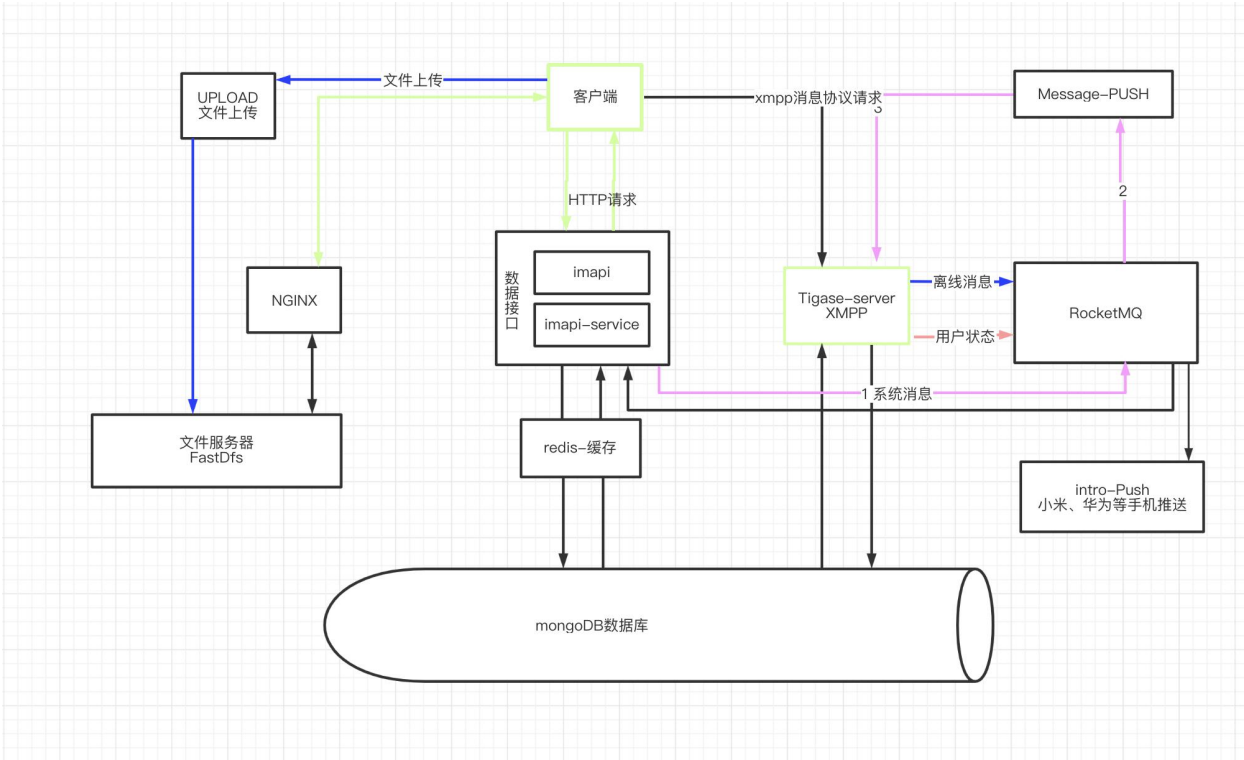 UPLOAD
文件上传
文件上传
客户端
xmpp消息协议请求
3
Message-PUSH
2
HTTP请求
数据接口
imapi
imapi-service
NGINX
Tigase-server
XMPP
离线消息
用户状态
RocketMQ
1 系统消息
文件服务器
FastDfs
redis-缓存
intro-Push
小米、华为等手机推送
mongoDB数据库